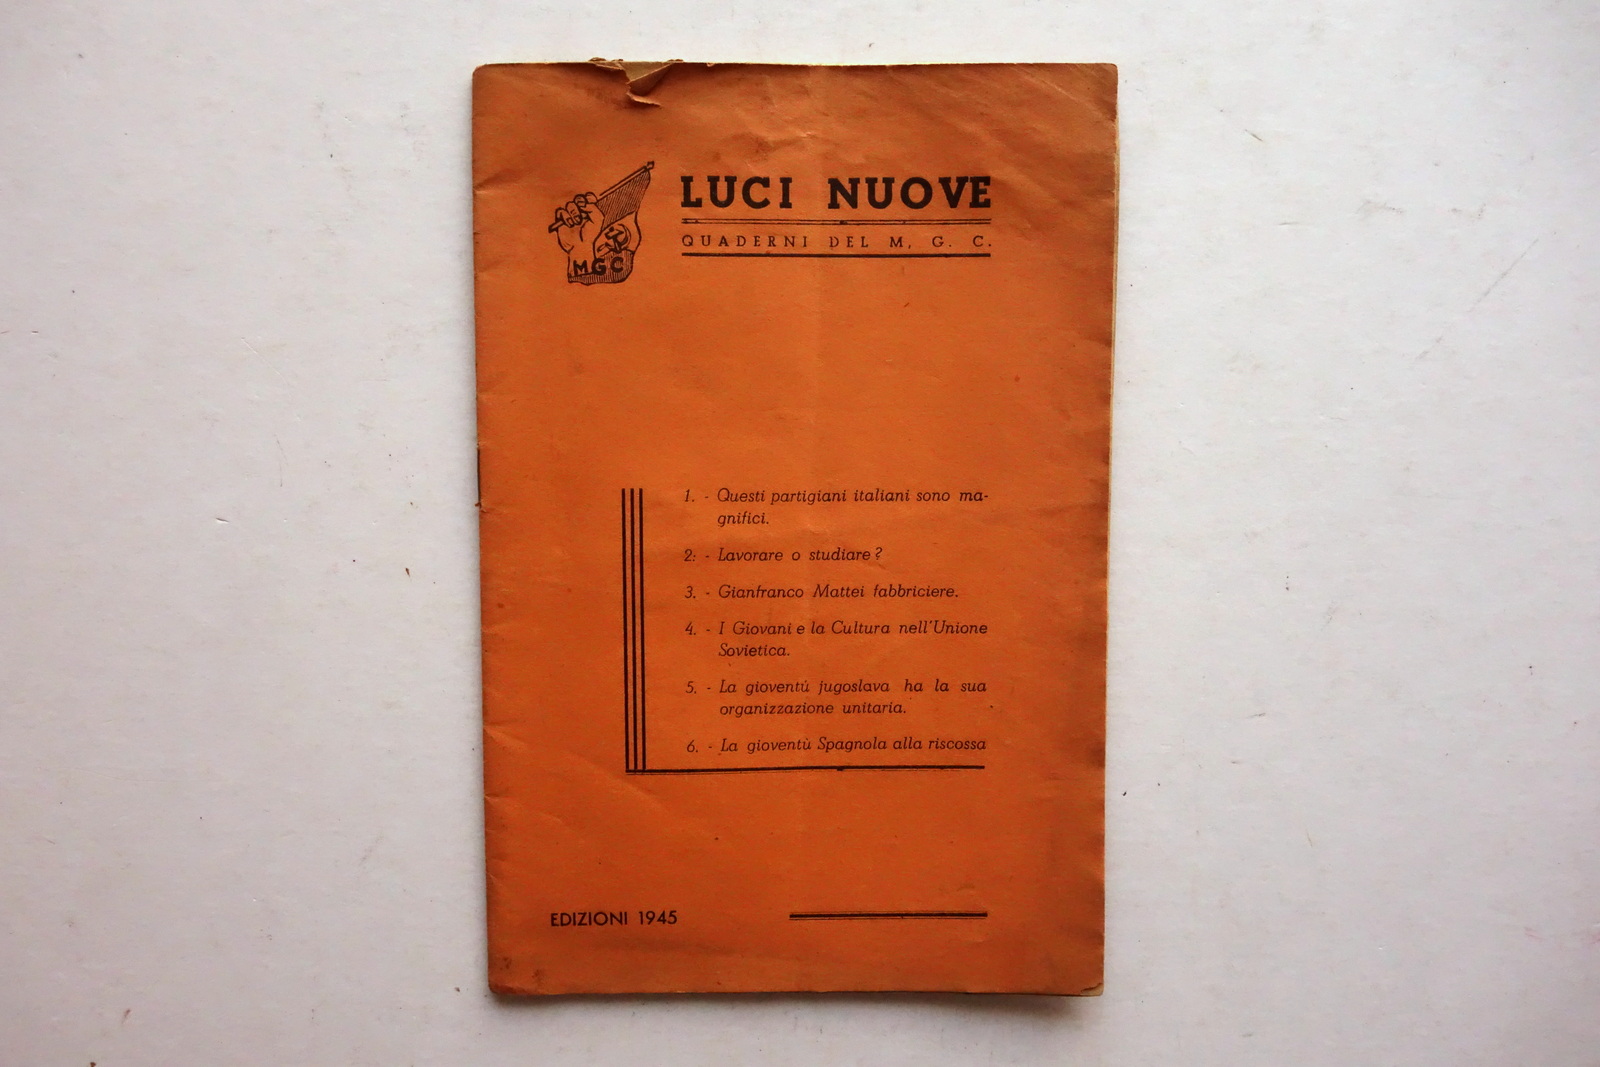 LUCI NUOVE
QUADERNI DEL M. G. C.
MGC
1. - Questi partigiani italiani sono ma-
gnifici.
2. - Lavorare o studiare?
3. - Gianfranco Mattei fabbriciere.
4. - I Giovani e la Cultura nell'Unione
Sovietica.
5. - La gioventù jugoslava ha la sua
organizzazione unitaria.
6. - La gioventù Spagnola alla riscossa
EDIZIONI 1945